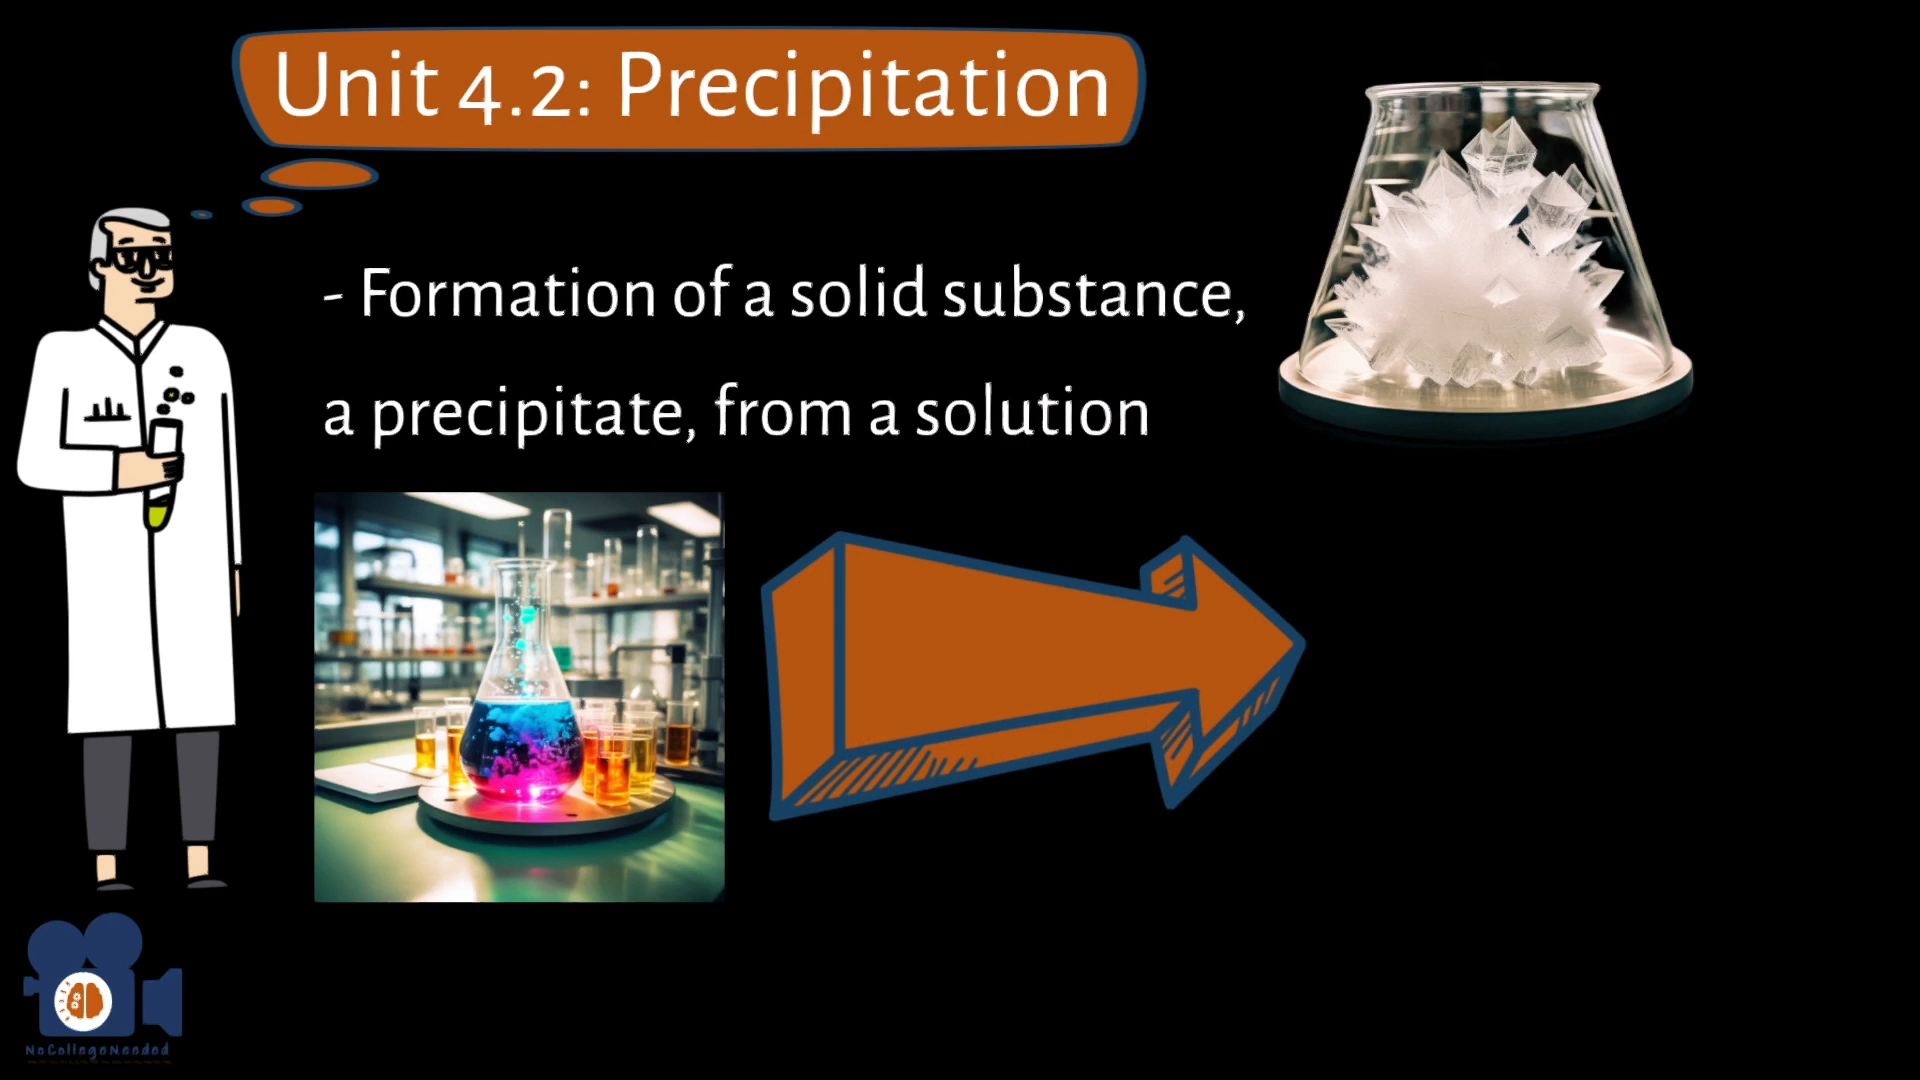 Unit 4.2: Precipitation
- Formation of a solid substance,
a precipitate, from a solution
NoCollegeNeeded